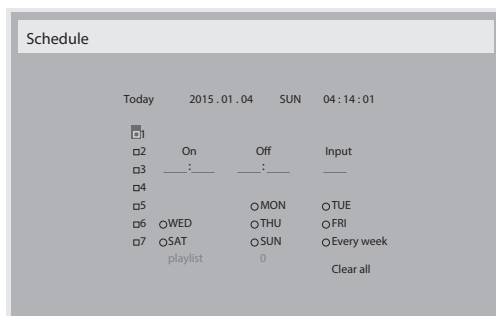 Schedule
Today 2015 . 01 . 04 SUN 04 : 14 : 01
1
2 On Off Input
3 ____:____ ____:____ ____
4
5 MON TUE
6 WED THU FRI
7 SAT SUN Every week
playlist 0
Clear all